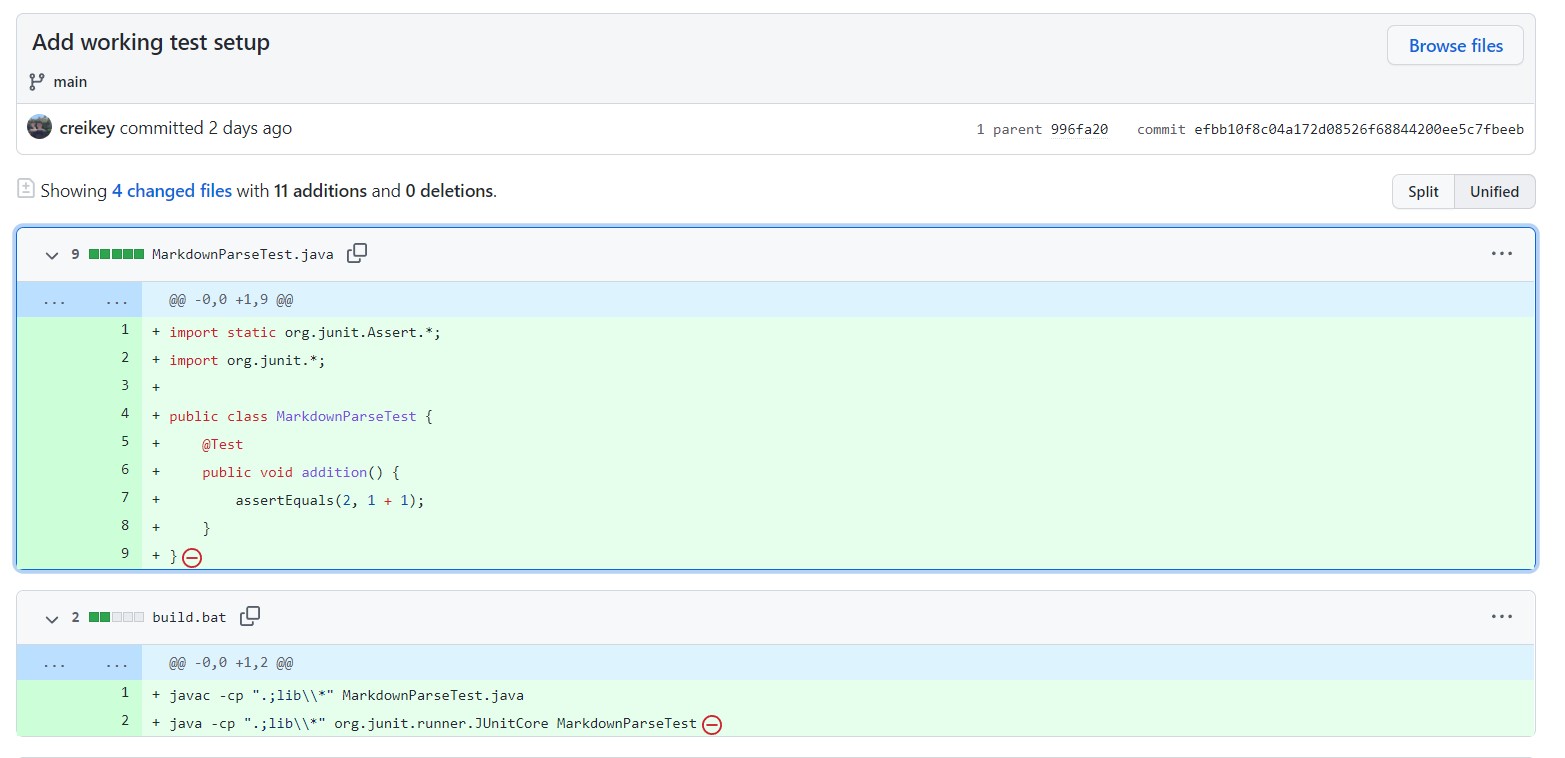 Add working test setup
Browse files
main
creikey committed 2 days ago
1 parent 996fa20 commit efbb10f8c04a172d08526f68844200ee5c7fbeeb
Showing 4 changed files with 11 additions and 0 deletions.
Split Unified
9 MarkdownParseTest.java
... ... @@ -0,0 +1,9 @@
1 + import static org.junit.Assert.*;
2 + import org.junit.*;
3 +
4 + public class MarkdownParseTest {
5 +     @Test
6 +     public void addition() {
7 +         assertEquals(2, 1 + 1);
8 +     }
9 + }
2 build.bat
... ... @@ -0,0 +1,2 @@
1 + javac -cp ".;lib\\*" MarkdownParseTest.java
2 + java -cp ".;lib\\*" org.junit.runner.JUnitCore MarkdownParseTest